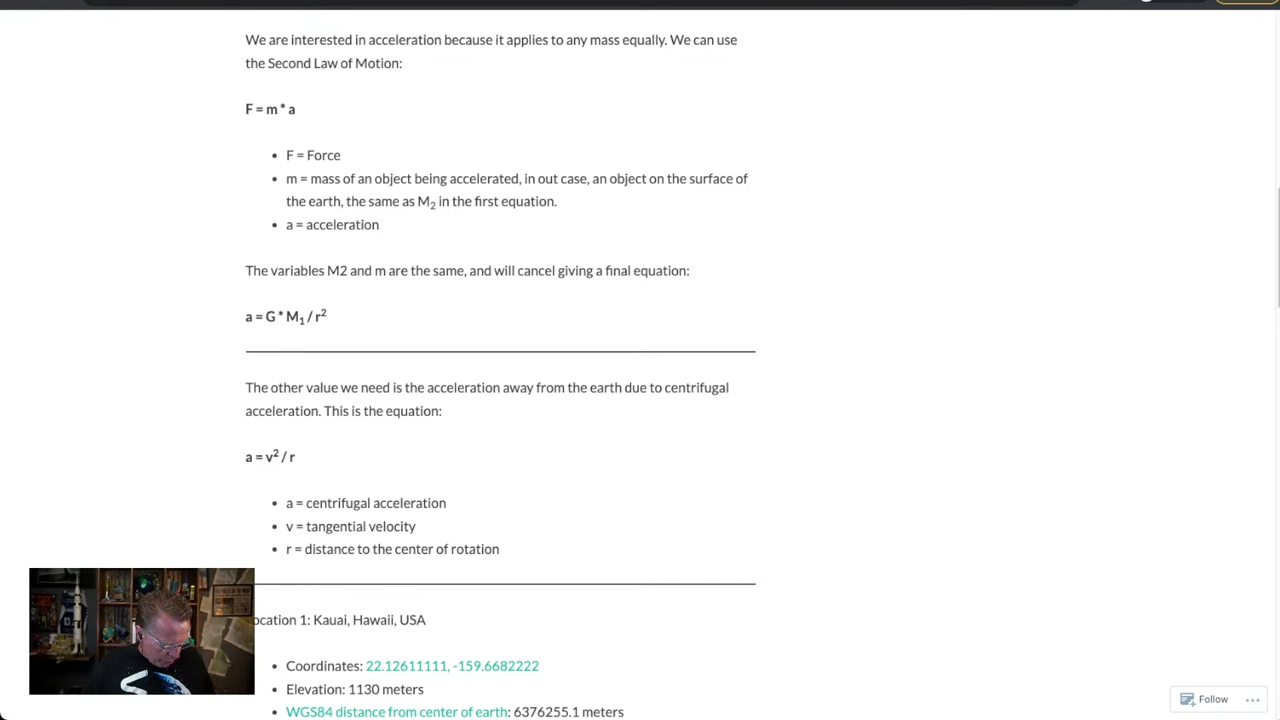 We are interested in acceleration because it applies to any mass equally. We can use
the Second Law of Motion:
F = m * a
• F = Force
• m = mass of an object being accelerated, in out case, an object on the surface of
the earth, the same as M₂ in the first equation.
• a = acceleration
The variables M2 and m are the same, and will cancel giving a final equation:
a = G * M₁ / r²
The other value we need is the acceleration away from the earth due to centrifugal
acceleration. This is the equation:
a = v² / r
• a = centrifugal acceleration
• v = tangential velocity
• r = distance to the center of rotation
ocation 1: Kauai, Hawaii, USA
• Coordinates: 22.12611111, -159.6682222
• Elevation: 1130 meters
• WGS84 distance from center of earth: 6376255.1 meters
Follow